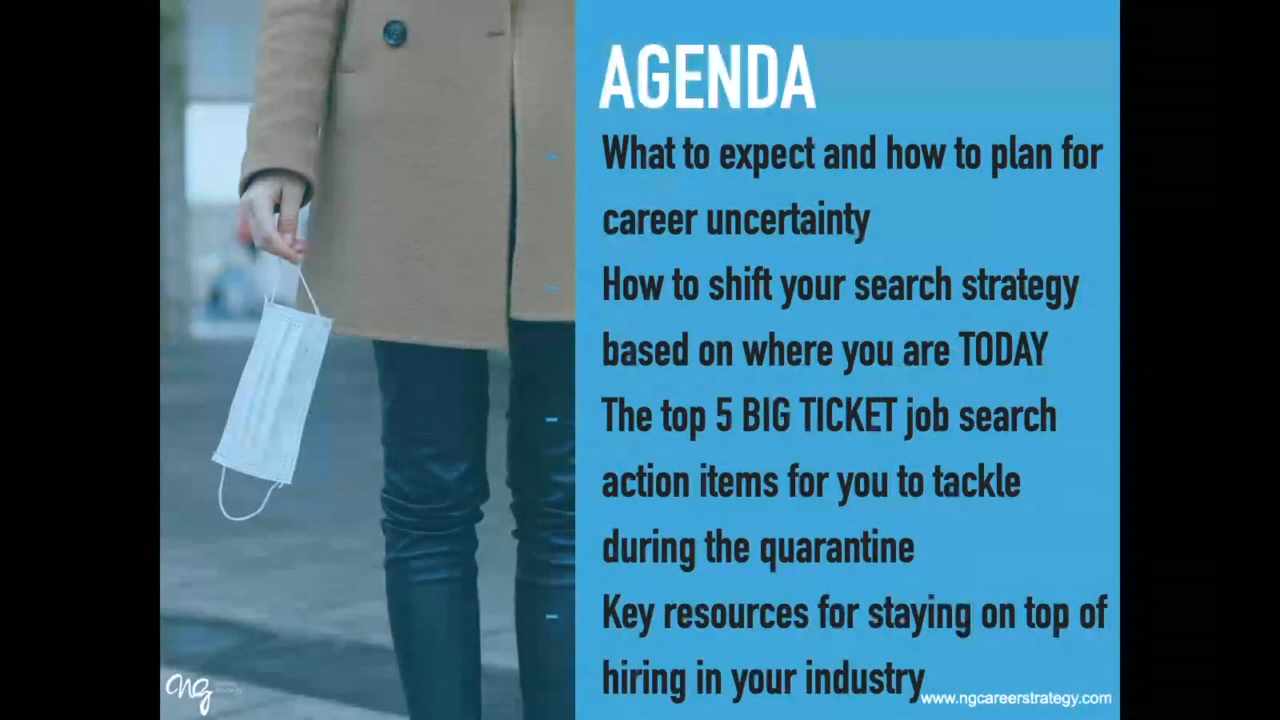 AGENDA
- What to expect and how to plan for
career uncertainty
- How to shift your search strategy
based on where you are TODAY
- The top 5 BIG TICKET job search
action items for you to tackle
during the quarantine
- Key resources for staying on top of
hiring in your industry
www.ngcareerstrategy.com
ng